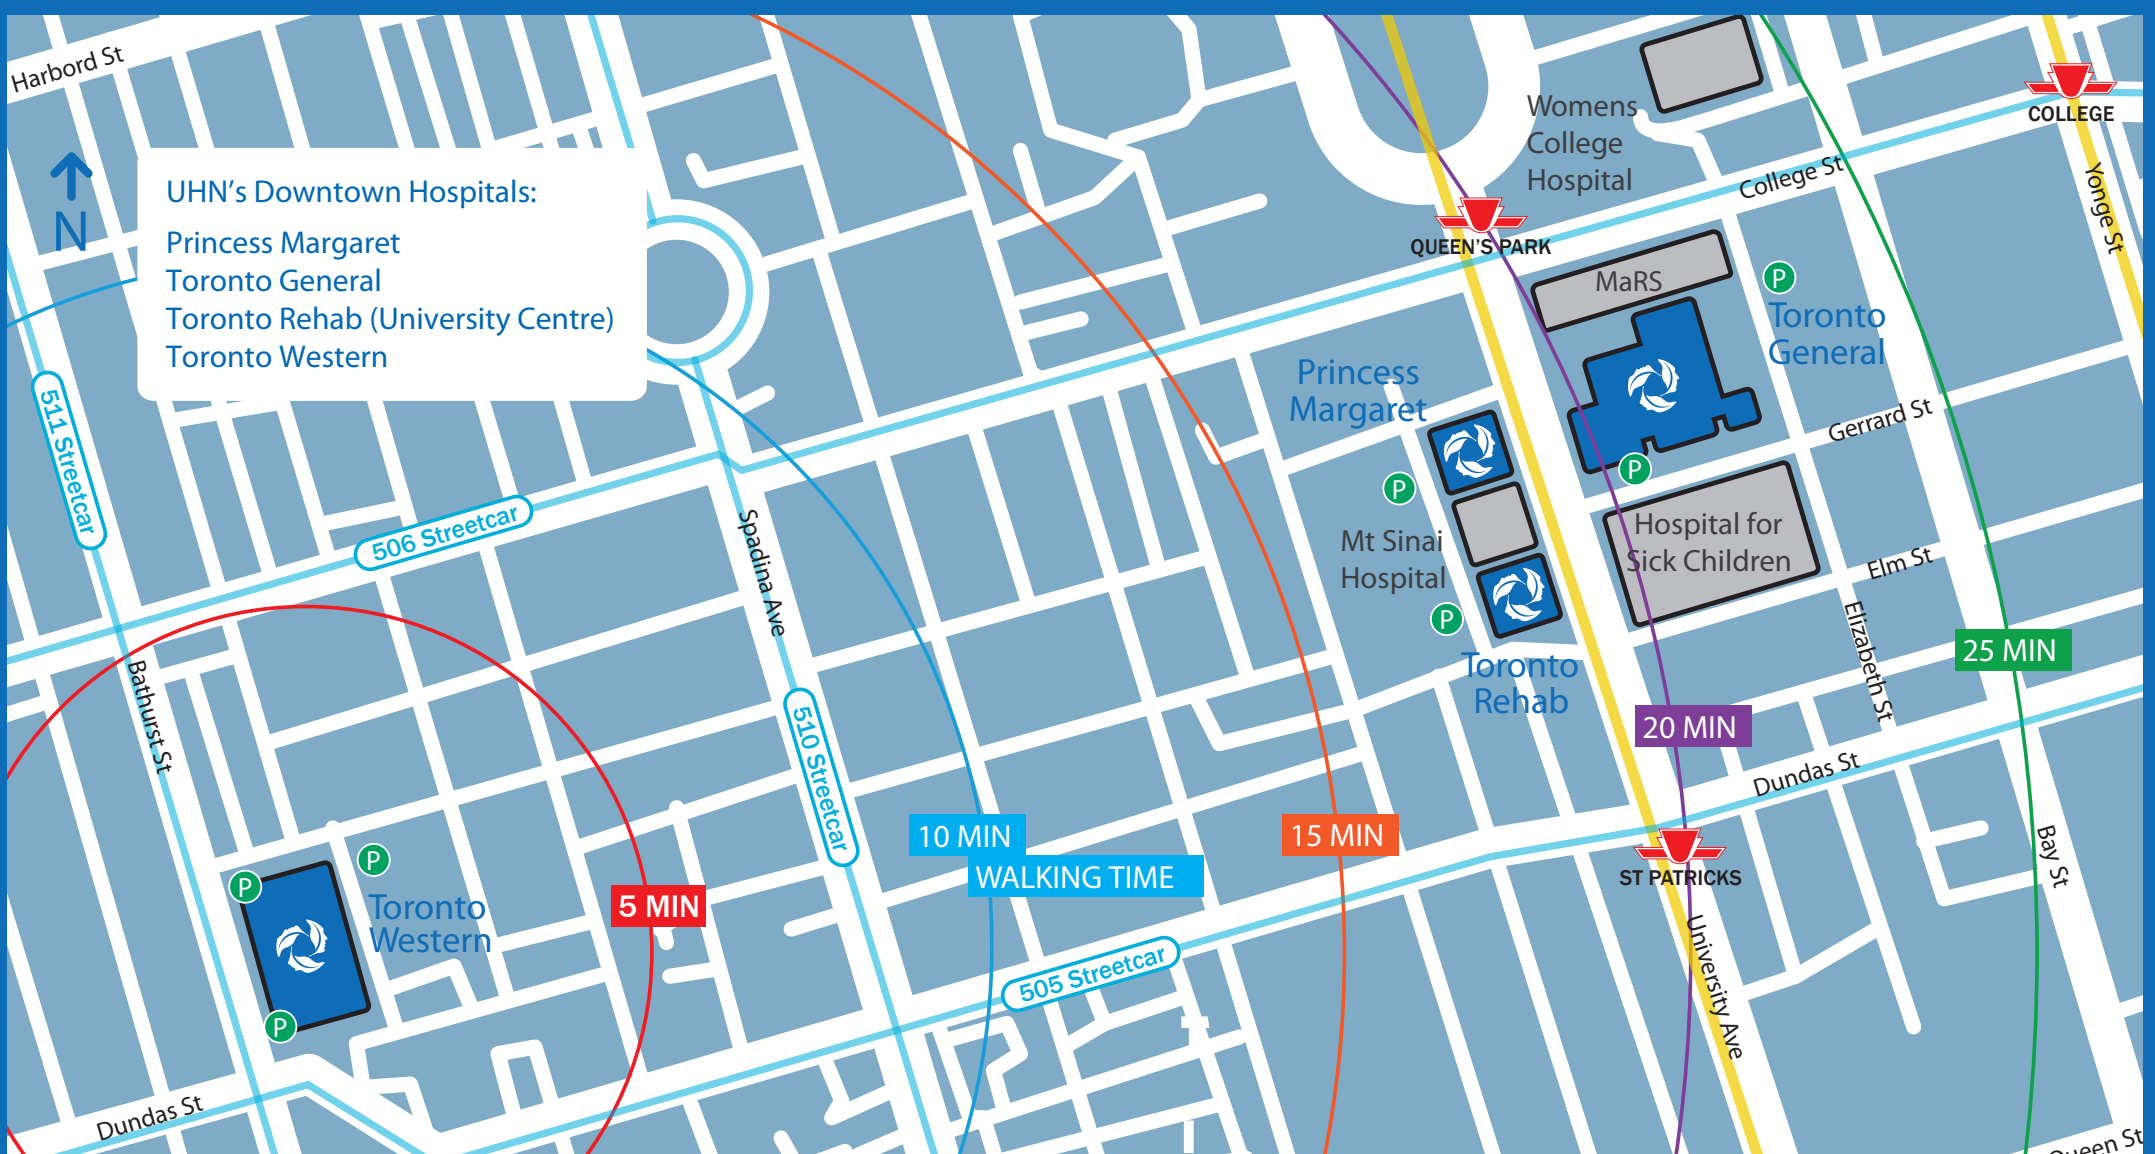 Harbord St
N
UHN's Downtown Hospitals:
Princess Margaret
Toronto General
Toronto Rehab (University Centre)
Toronto Western
Womens
College
Hospital
COLLEGE
College St
Yonge St
QUEEN'S PARK
MaRS
P
Toronto
General
Princess
Margaret
Gerrard St
P
P
Hospital for
Sick Children
Mt Sinai
Hospital
P
Elm St
Elizabeth St
Toronto
Rehab
25 MIN
20 MIN
511 Streetcar
506 Streetcar
Spadina Ave
Bathurst St
510 Streetcar
Dundas St
10 MIN
WALKING TIME
15 MIN
ST PATRICKS
Bay St
P
P
Toronto
Western
5 MIN
P
505 Streetcar
University Ave
Dundas St
Queen St